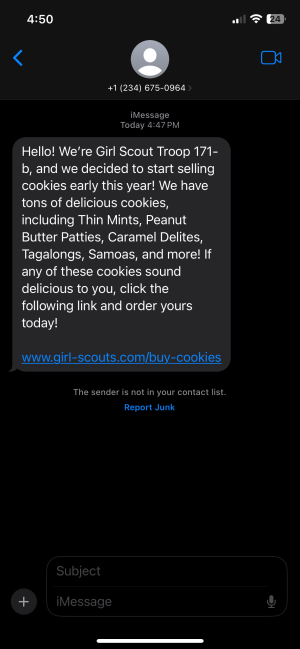 4:50
24
+1 (234) 675-0964
iMessage
Today 4:47 PM
Hello! We're Girl Scout Troop 171-
b, and we decided to start selling
cookies early this year! We have
tons of delicious cookies,
including Thin Mints, Peanut
Butter Patties, Caramel Delites,
Tagalongs, Samoas, and more! If
any of these cookies sound
delicious to you, click the
following link and order yours
today!
www.girl-scouts.com/buy-cookies
The sender is not in your contact list.
Report Junk
Subject
iMessage